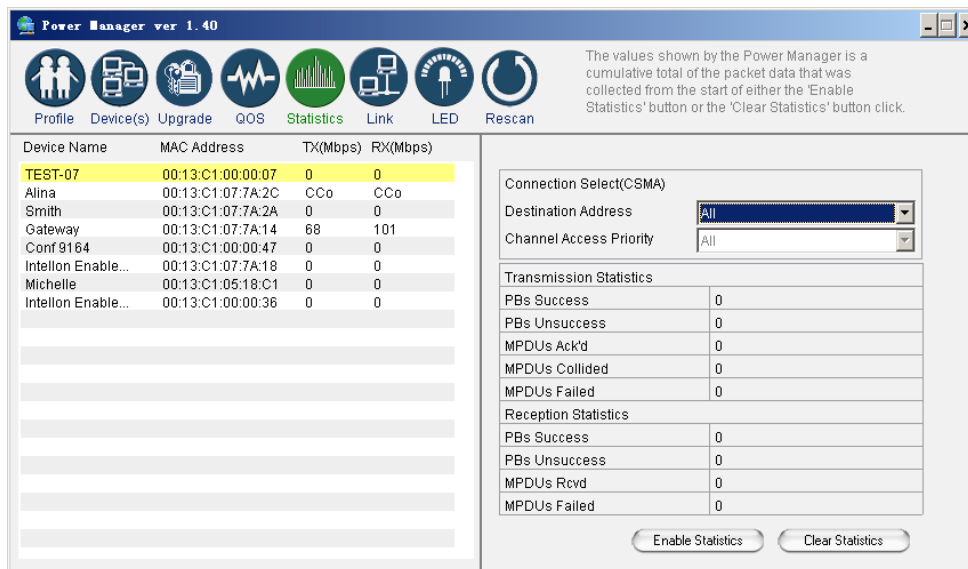 Power Manager ver 1.40
The values shown by the Power Manager is a
cumulative total of the packet data that was
collected from the start of either the 'Enable
Statistics' button or the 'Clear Statistics' button click.
Profile Device(s) Upgrade QOS Statistics Link LED Rescan
Device Name MAC Address TX(Mbps) RX(Mbps)
TEST-07 00:13:C1:00:00:07 0 0
Alina 00:13:C1:07:7A:2C CCo CCo
Smith 00:13:C1:07:7A:2A 0 0
Gateway 00:13:C1:07:7A:14 68 101
Conf 9164 00:13:C1:00:00:47 0 0
Intellon Enable... 00:13:C1:07:7A:18 0 0
Michelle 00:13:C1:05:18:C1 0 0
Intellon Enable... 00:13:C1:00:00:36 0 0
Connection Select(CSMA)
Destination Address All
Channel Access Priority All
Transmission Statistics
PBs Success 0
PBs Unsuccess 0
MPDUs Ack'd 0
MPDUs Collided 0
MPDUs Failed 0
Reception Statistics
PBs Success 0
PBs Unsuccess 0
MPDUs Rcvd 0
MPDUs Failed 0
Enable Statistics Clear Statistics